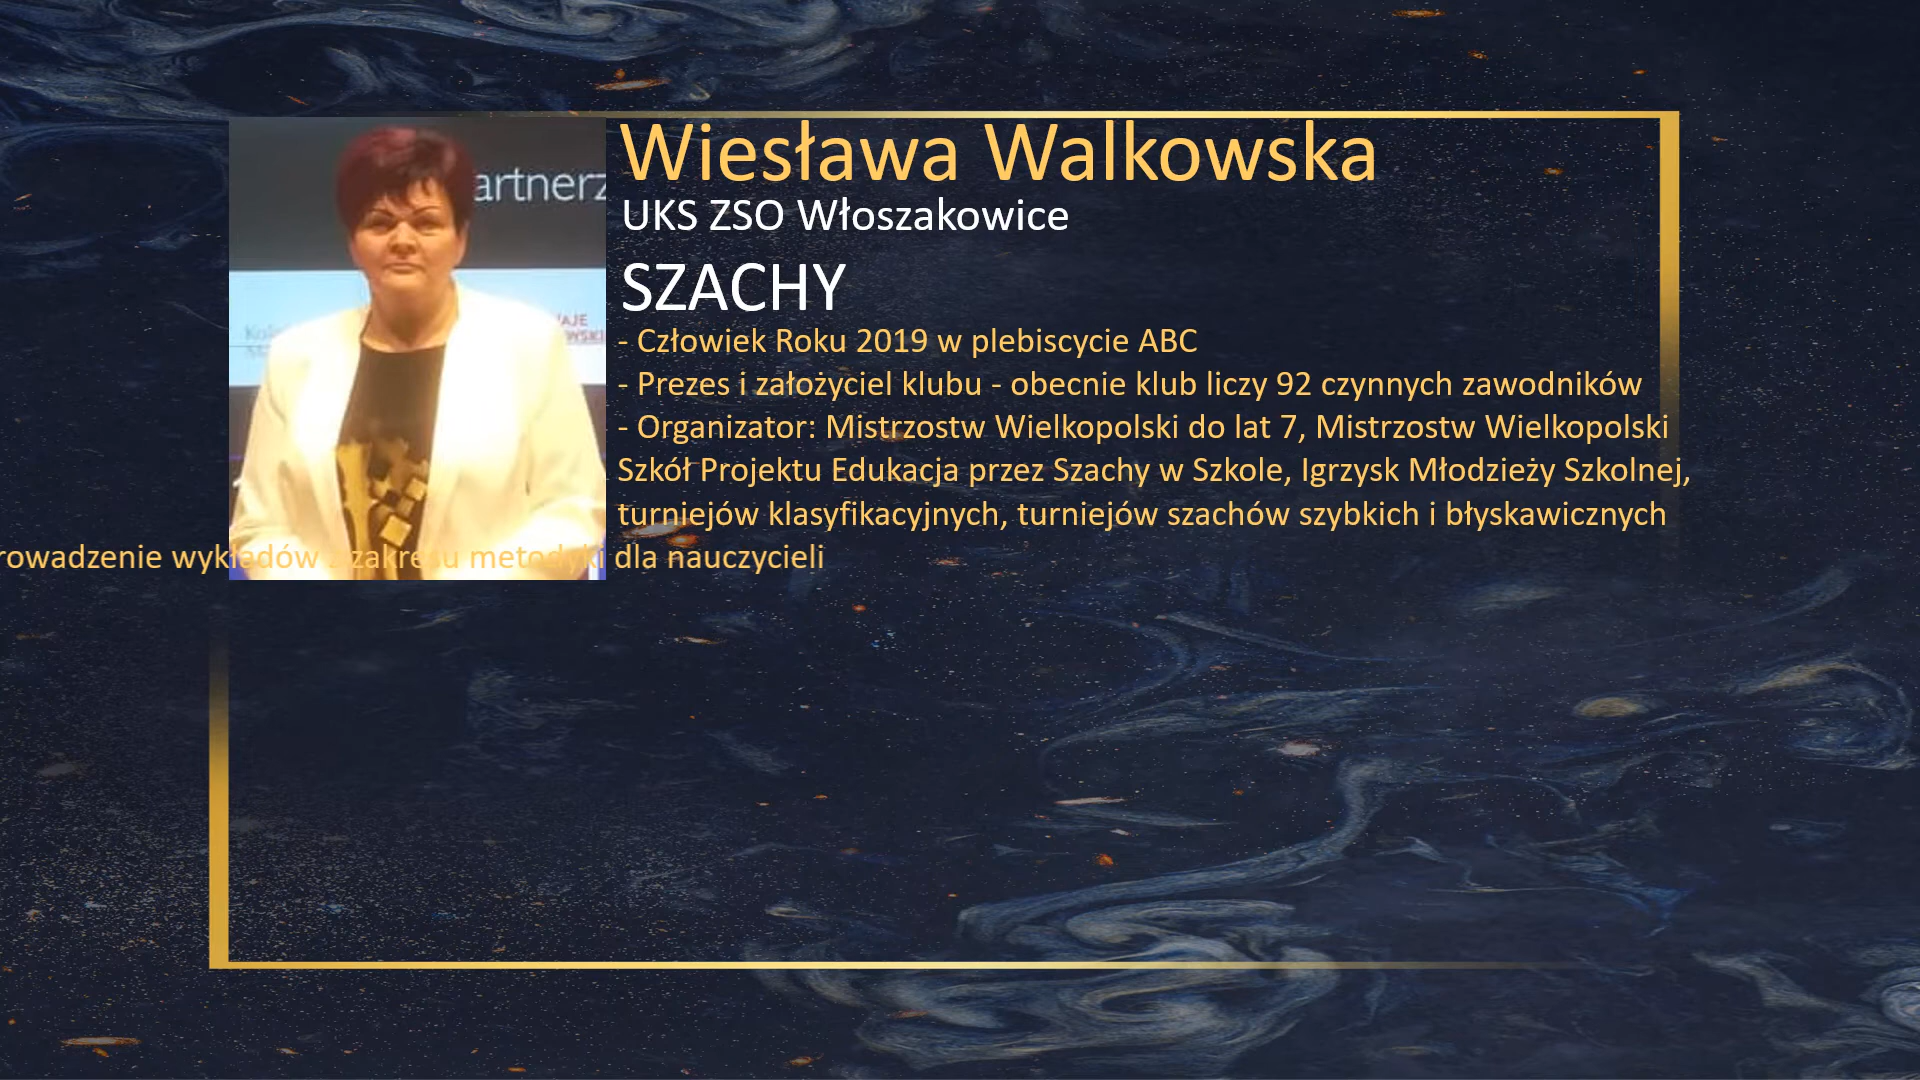 Wiesława Walkowska
UKS ZSO Włoszakowice
SZACHY
- Człowiek Roku 2019 w plebiscycie ABC
- Prezes i założyciel klubu - obecnie klub liczy 92 czynnych zawodników
- Organizator: Mistrzostw Wielkopolski do lat 7, Mistrzostw Wielkopolski
Szkół Projektu Edukacja przez Szachy w Szkole, Igrzysk Młodzieży Szkolnej,
turniejów klasyfikacyjnych, turniejów szachów szybkich i błyskawicznych
rowadzenie wykładów z zakresu metodyki dla nauczycieli
artnerz